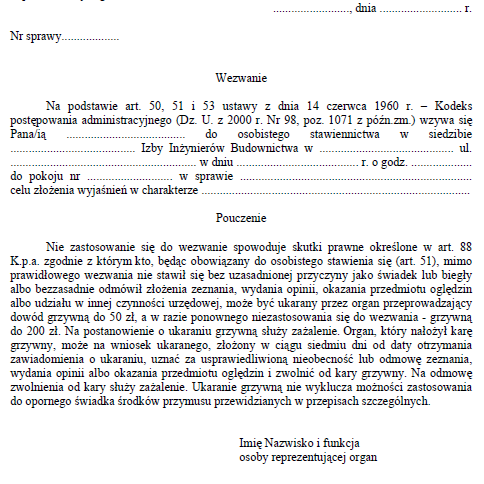 ........................., dnia ........................... r.
Nr sprawy...................
Wezwanie
Na podstawie art. 50, 51 i 53 ustawy z dnia 14 czerwca 1960 r. – Kodeks
postępowania administracyjnego (Dz. U. z 2000 r. Nr 98, poz. 1071 z późn.zm.) wzywa się
Pana/ią ....................................... do osobistego stawiennictwa w siedzibie
......................................... Izby Inżynierów Budownictwa w ................................... ul.
............................................................. w dniu ........................................ r. o godz. ....................
do pokoju nr ............................ w sprawie ............................................................................
celu złożenia wyjaśnień w charakterze ........................................................................................
Pouczenie
Nie zastosowanie się do wezwanie spowoduje skutki prawne określone w art. 88
K.p.a. zgodnie z którym kto, będąc obowiązany do osobistego stawienia się (art. 51), mimo
prawidłowego wezwania nie stawił się bez uzasadnionej przyczyny jako świadek lub biegły
albo bezzasadnie odmówił złożenia zeznania, wydania opinii, okazania przedmiotu oględzin
albo udziału w innej czynności urzędowej, może być ukarany przez organ przeprowadzający
dowód grzywną do 50 zł, a w razie ponownego niezastosowania się do wezwania - grzywną
do 200 zł. Na postanowienie o ukaraniu grzywną służy zażalenie. Organ, który nałożył karę
grzywny, może na wniosek ukaranego, złożony w ciągu siedmiu dni od daty otrzymania
zawiadomienia o ukaraniu, uznać za usprawiedliwioną nieobecność lub odmowę zeznania,
wydania opinii albo okazania przedmiotu oględzin i zwolnić od kary grzywny. Na odmowę
zwolnienia od kary służy zażalenie. Ukaranie grzywną nie wyklucza możności zastosowania
do opornego świadka środków przymusu przewidzianych w przepisach szczególnych.
Imię Nazwisko i funkcja
osoby reprezentującej organ